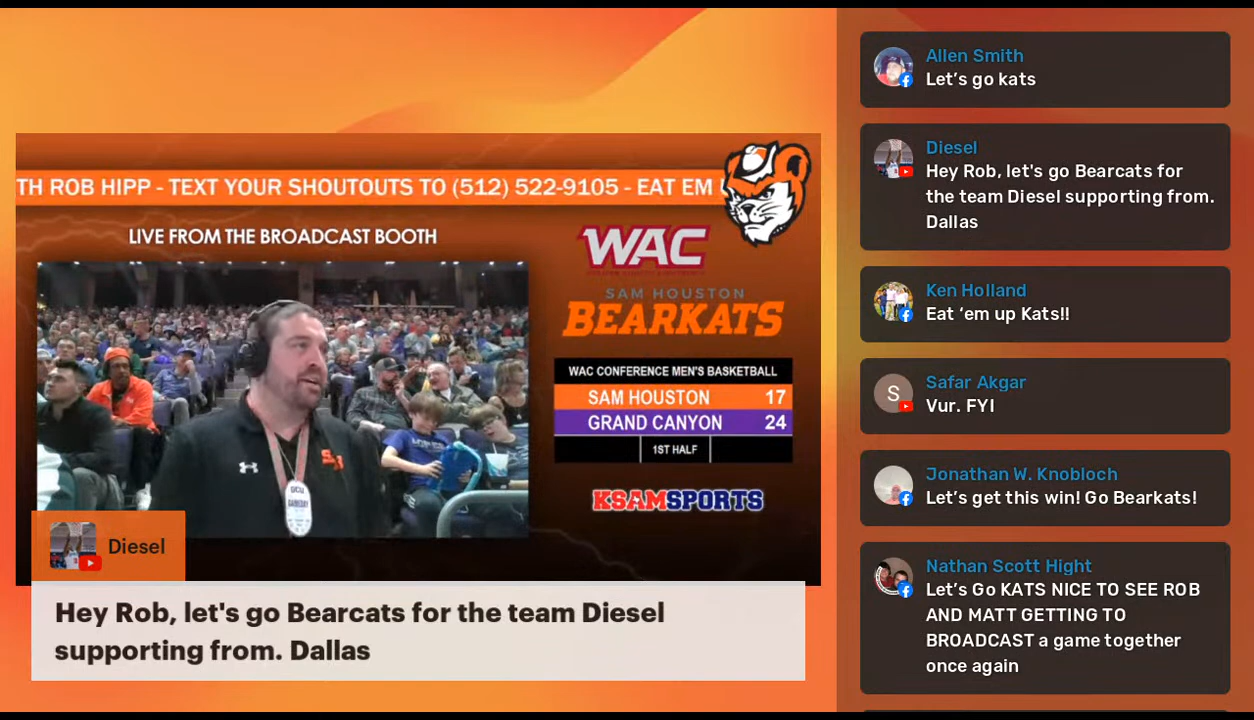 TH ROB HIPP - TEXT YOUR SHOUTOUTS TO (512) 522-9105 - EAT EM
LIVE FROM THE BROADCAST BOOTH
WAC
SAM HOUSTON
BEARKATS
WAC CONFERENCE MEN'S BASKETBALL
SAM HOUSTON 17
GRAND CANYON 24
1ST HALF
KSAMSPORTS
GCU
Diesel
Hey Rob, let's go Bearcats for the team Diesel
supporting from. Dallas
Allen Smith
Let’s go kats
Diesel
Hey Rob, let's go Bearcats for
the team Diesel supporting from.
Dallas
Ken Holland
Eat ‘em up Kats!!
S
Safar Akgar
Vur. FYI
Jonathan W. Knobloch
Let’s get this win! Go Bearkats!
Nathan Scott Hight
Let’s Go KATS NICE TO SEE ROB
AND MATT GETTING TO
BROADCAST a game together
once again